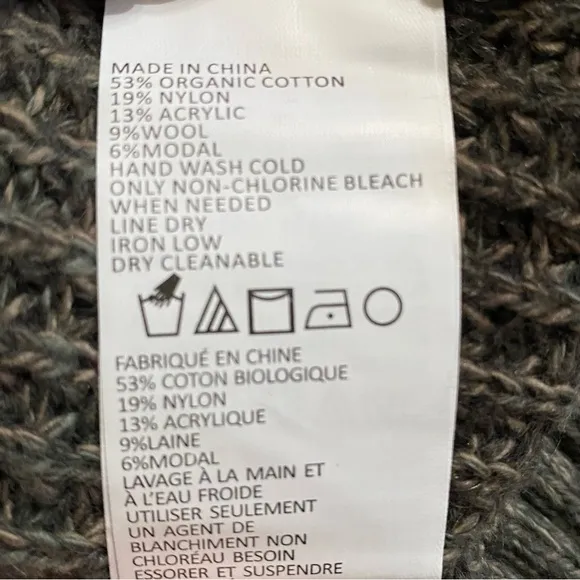 MADE IN CHINA
53% ORGANIC COTTON
19% NYLON
13% ACRYLIC
9%WOOL
6%MODAL
HAND WASH COLD
ONLY NON-CHLORINE BLEACH
WHEN NEEDED
LINE DRY
IRON LOW
DRY CLEANABLE
FABRIQUÉ EN CHINE
53% COTON BIOLOGIQUE
19% NYLON
13% ACRYLIQUE
9%LAINE
6%MODAL
LAVAGE À LA MAIN ET
À L'EAU FROIDE
UTILISER SEULEMENT
UN AGENT DE
BLANCHIMENT NON
CHLORÉAU BESOIN
ESSORER ET SUSPENDRE